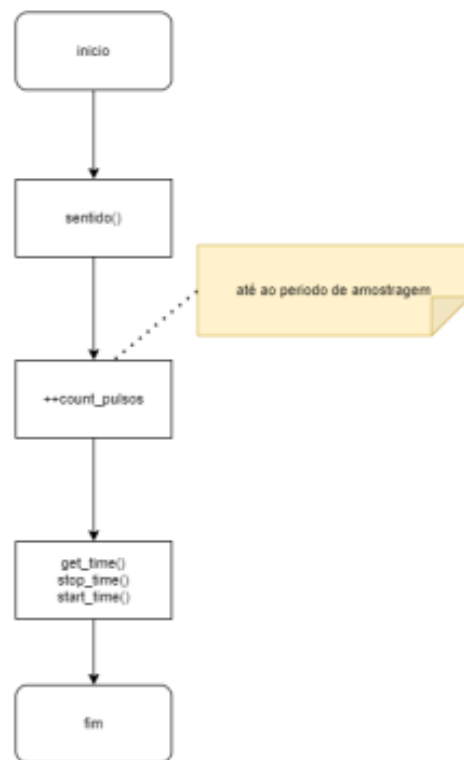 inicio
sentido()
até ao periodo de amostragem
++count_pulsos
get_time()
stop_time()
start_time()
fim